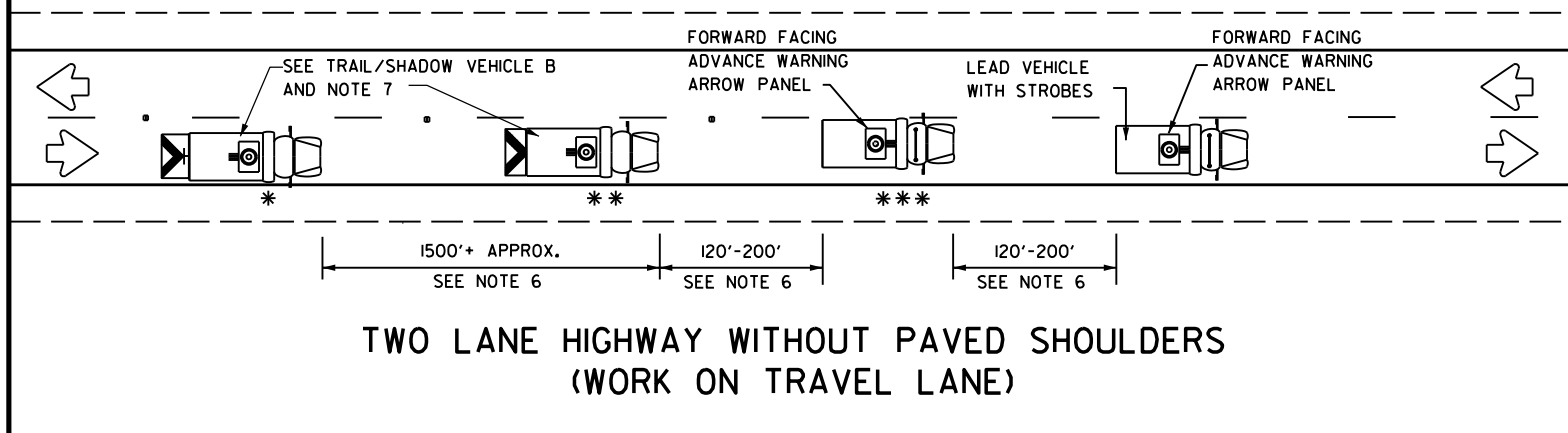 FORWARD FACING
ADVANCE WARNING
ARROW PANEL
FORWARD FACING
ADVANCE WARNING
ARROW PANEL
SEE TRAIL/SHADOW VEHICLE B
AND NOTE 7
LEAD VEHICLE
WITH STROBES
*
**
***
1500'+ APPROX.
SEE NOTE 6
120'-200'
SEE NOTE 6
120'-200'
SEE NOTE 6
TWO LANE HIGHWAY WITHOUT PAVED SHOULDERS
(WORK ON TRAVEL LANE)